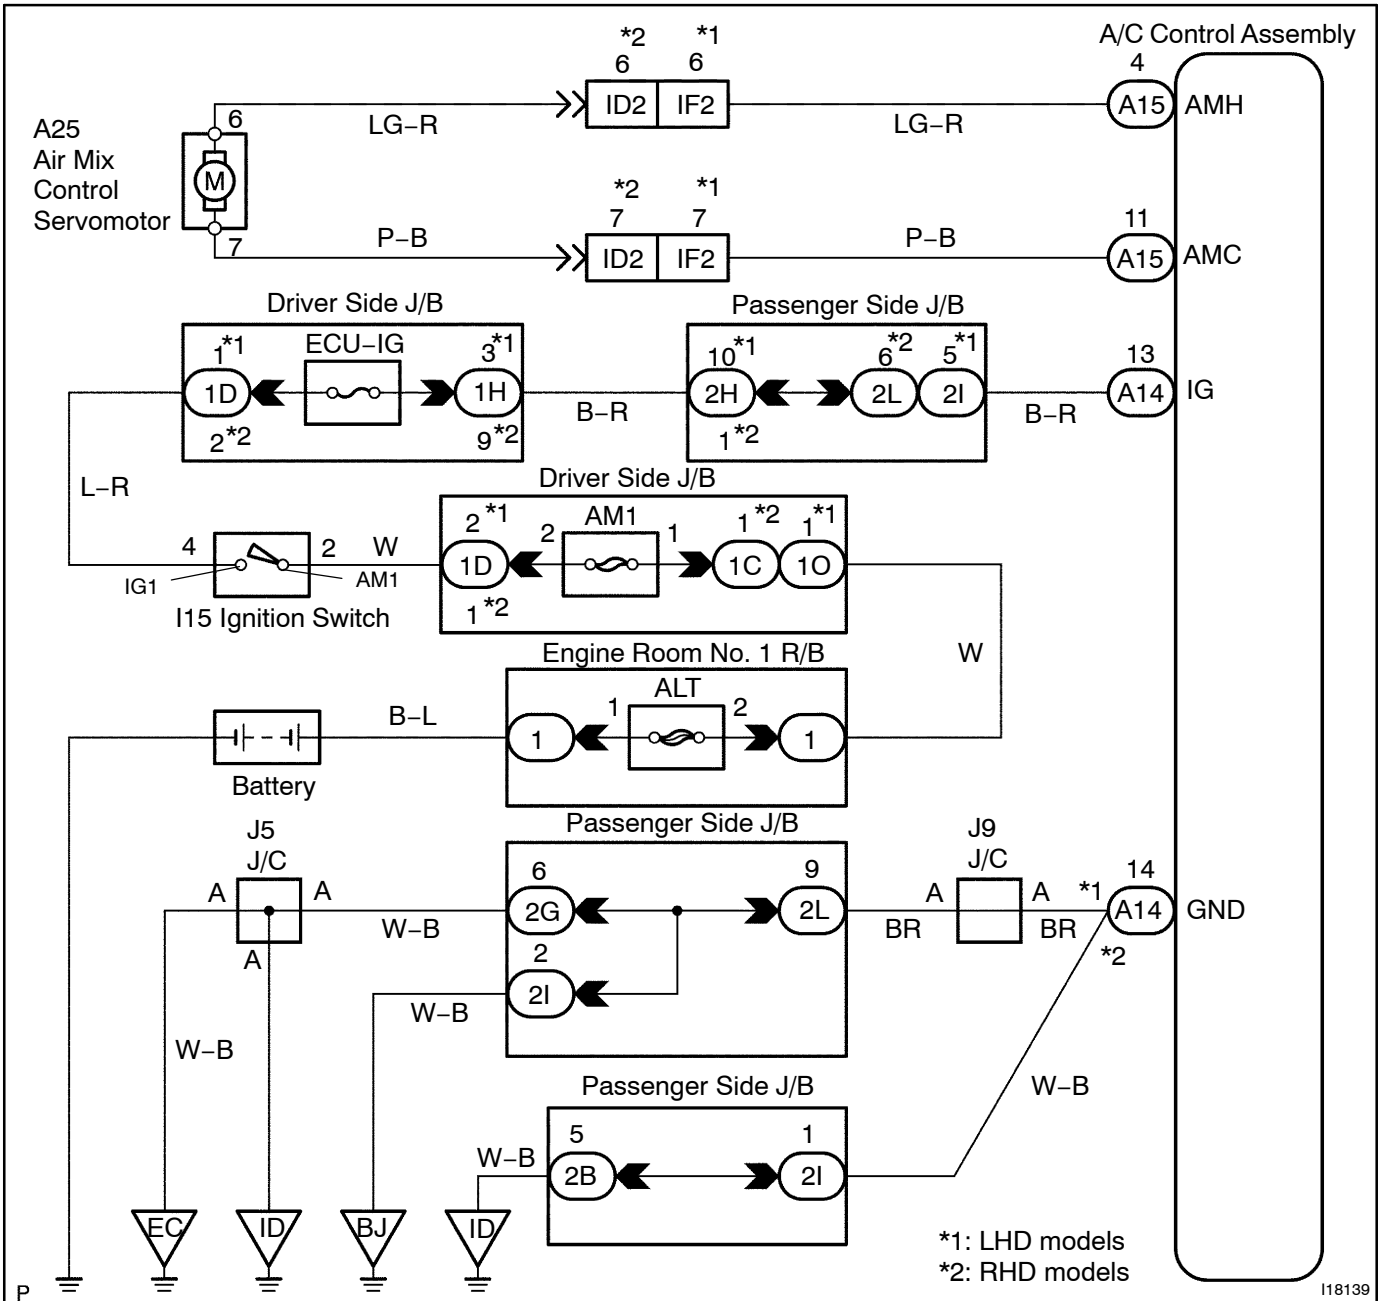 A/C Control Assembly
*2 *1
6 6 4
ID2 IF2 A15 AMH
6
LG-R LG-R
A25
Air Mix
Control
Servomotor
M
*2 *1
7 7 11
P-B P-B
7
ID2 IF2 A15 AMC
Driver Side J/B Passenger Side J/B
1*1 ECU-IG 3*1 10*1 6*2 5*1 13
1D 1H 2H 2L 2I A14 IG
B-R B-R
2*2 9*2 1*2
L-R
Driver Side J/B
2*1 AM1 1*2 1*1
4 2 W 2 1
1D 1C 1O
IG1 AM1
1*2
I15 Ignition Switch
Engine Room No. 1 R/B W
ALT
B-L 1 2
1 1
Battery
Passenger Side J/B
J5 J9
J/C J/C
6 9 14
A A A A *1
2G 2L A14 GND
W-B BR BR
A 2 *2
2I
W-B
W-B
Passenger Side J/B W-B
5 1
W-B 2B 2I
EC ID BJ ID
*1: LHD models
*2: RHD models
P I18139